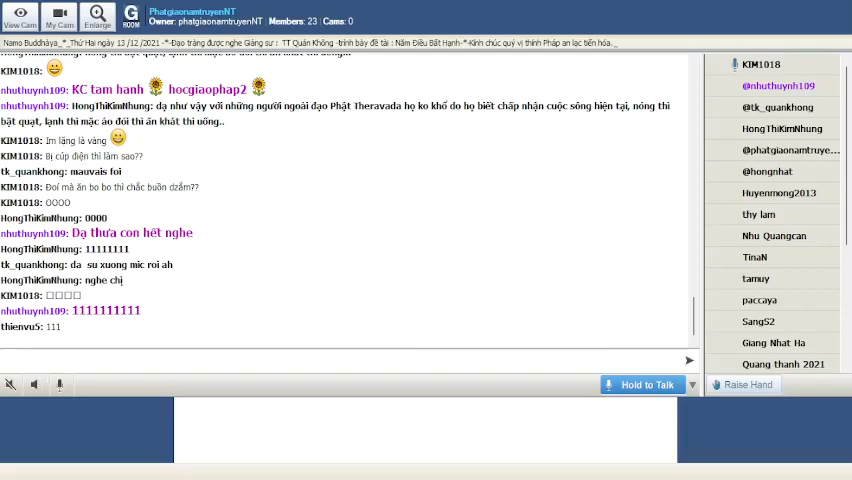 View Cam
My Cam
Enlarge
G
ROOM
PhatgiaonamtruyenNT
Owner: phatgiaonamtruyenNT | Members: 23 | Cams: 0
Namo Buddhàya_*_Thứ Hai ngày 13 /12 /2021 -*-Đạo tràng được nghe Giảng sư : TT Quán Không -trình bày đề tài : Năm Điều Bất Hạnh-*-Kính chúc quý vị thính Pháp an lạc tiến hóa._
KIM1018:
nhuthuynh109: KC tam hanh hocgiaophap2
nhuthuynh109: HongThiKimNhung: dạ như vậy với những người ngoài đạo Phật Theravada họ ko khổ do họ biết chấp nhận cuộc sống hiện tại, nóng thì
bật quạt, lạnh thì mặc áo đói thì ăn khát thì uống..
KIM1018: Im lặng là vàng
KIM1018: Bị cúp điện thì làm sao??
tk_quankhong: mauvais foi
KIM1018: Đoí mà ăn bo bo thì chắc buồn dzắm??
KIM1018: OOOO
HongThiKimNhung: 0000
nhuthuynh109: Dạ thưa con hết nghe
HongThiKimNhung: 11111111
tk_quankhong: da su xuong mic roi ah
HongThiKimNhung: nghe chị
KIM1018: □□□□
nhuthuynh109: 1111111111
thienvu5: 111
Hold to Talk
KIM1018
@nhuthuynh109
@tk_quankhong
HongThiKimNhung
@phatgiaonamtruye...
@hongnhat
Huyenmong2013
thy lam
Nhu Quangcan
TinaN
tamuy
paccaya
SangS2
Giang Nhat Ha
Quang thanh 2021
Raise Hand